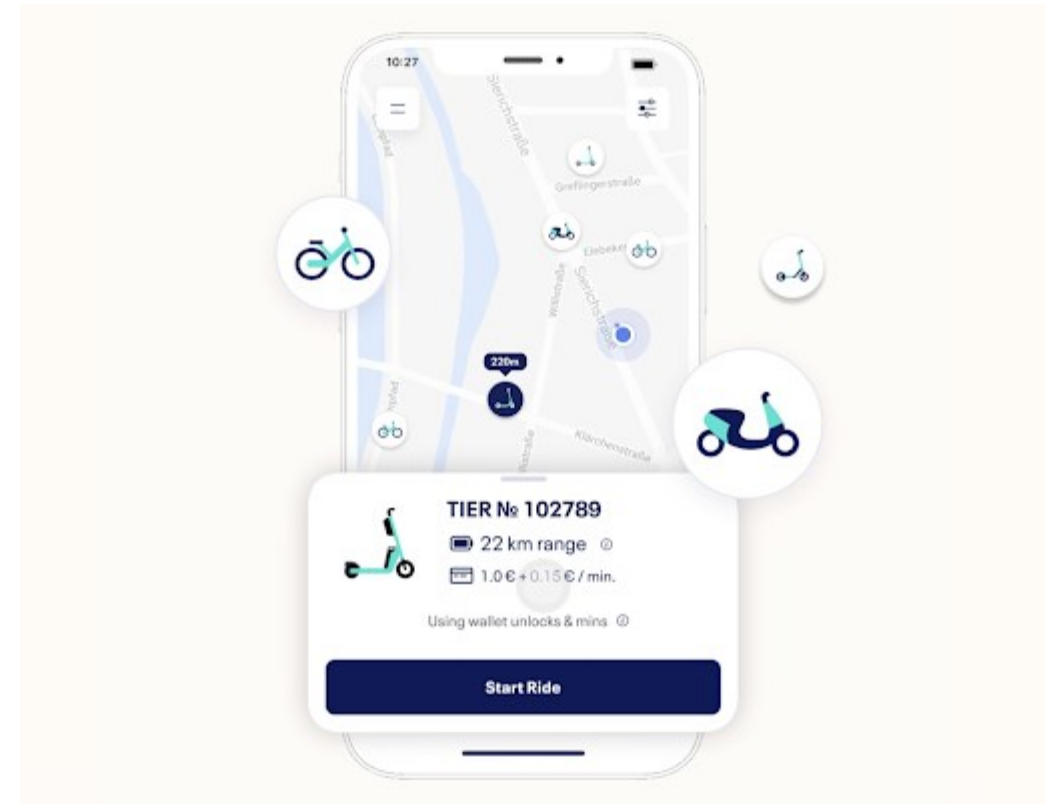 10:27
Sierichstraße
Greflingerstraße
Willistraße
Sierichstraße
220m
Klärchenstraße
TIER № 102789
22 km range
1.0 € + 0.15 € / min.
Using wallet unlocks & mins
Start Ride